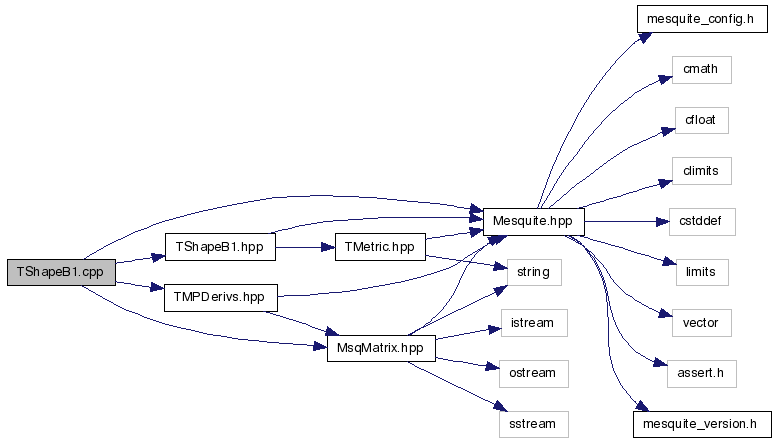 mesquite_config.h
cmath
cfloat
climits
Mesquite.hpp
cstddef
TShapeB1.hpp
TMetric.hpp
TShapeB1.cpp
string
limits
TMPDerivs.hpp
istream
vector
MsqMatrix.hpp
ostream
assert.h
sstream
mesquite_version.h